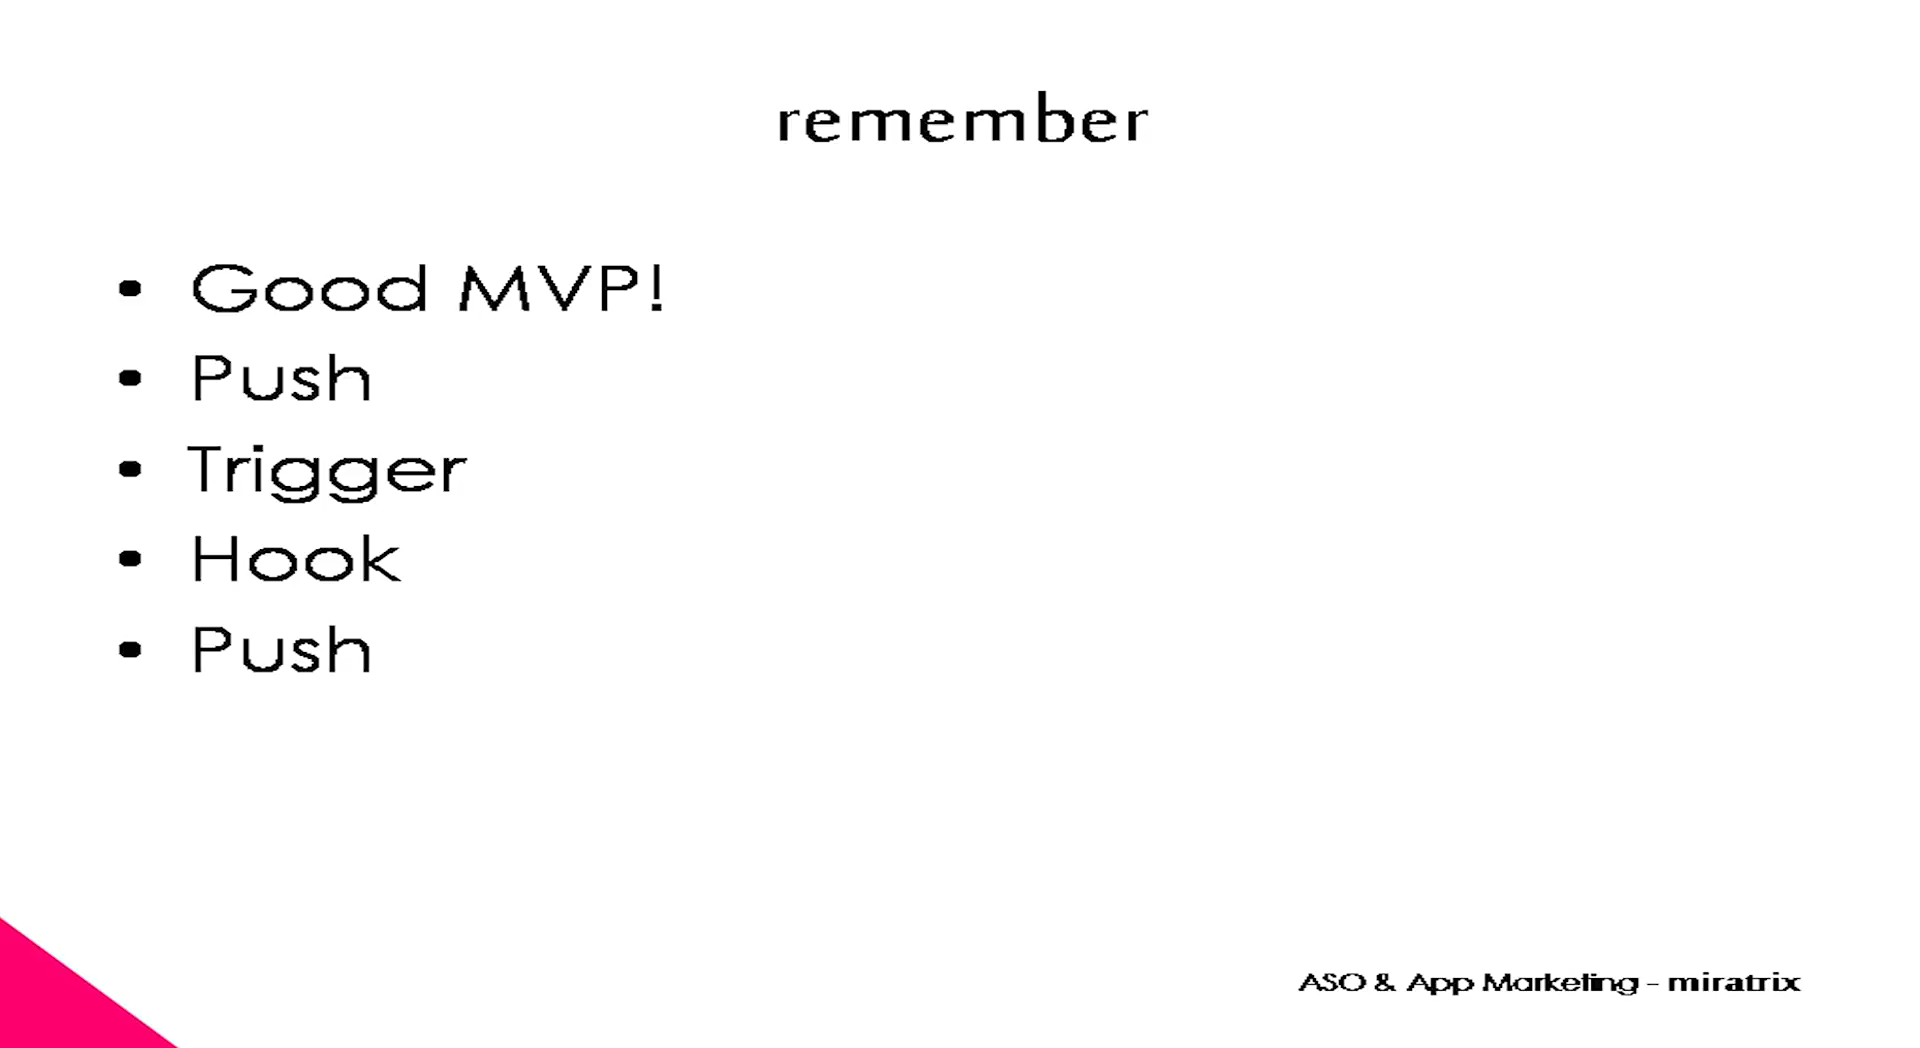 remember
• Good MVP!
• Push
• Trigger
• Hook
• Push
ASO & App Marketing - miratrix